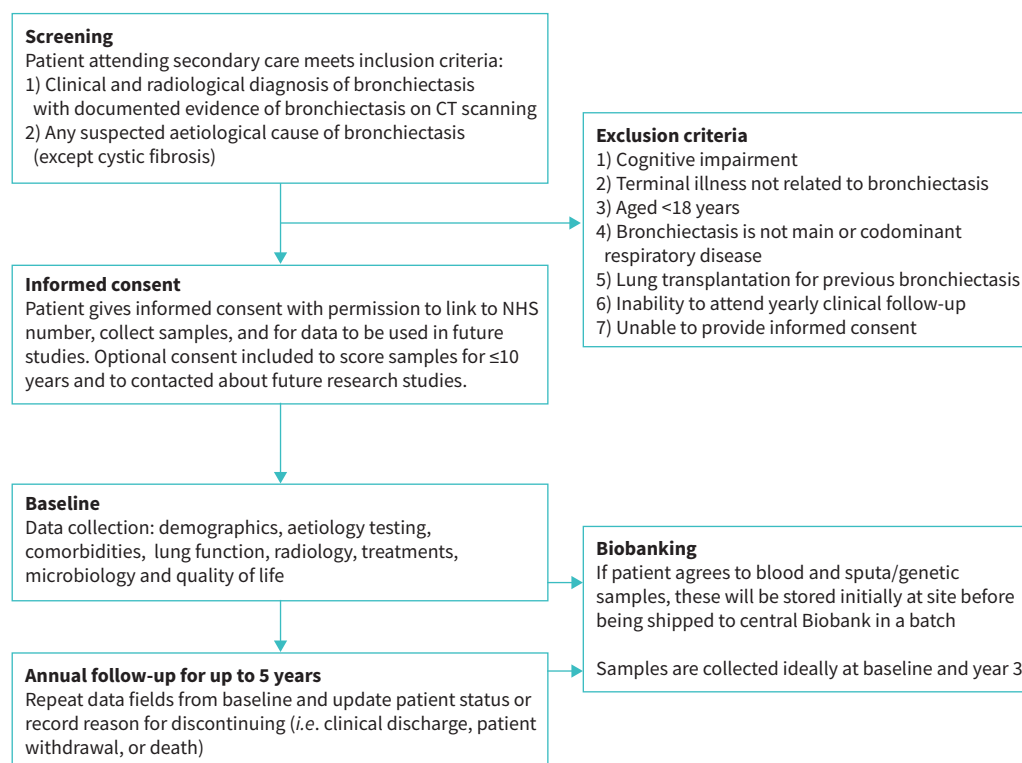 Screening
Patient attending secondary care meets inclusion criteria:
1) Clinical and radiological diagnosis of bronchiectasis
with documented evidence of bronchiectasis on CT scanning
2) Any suspected aetiological cause of bronchiectasis
(except cystic fibrosis)
Exclusion criteria
1) Cognitive impairment
2) Terminal illness not related to bronchiectasis
3) Aged <18 years
4) Bronchiectasis is not main or codominant
respiratory disease
5) Lung transplantation for previous bronchiectasis
6) Inability to attend yearly clinical follow-up
7) Unable to provide informed consent
Informed consent
Patient gives informed consent with permission to link to NHS
number, collect samples, and for data to be used in future
studies. Optional consent included to score samples for ≤10
years and to contacted about future research studies.
Baseline
Data collection: demographics, aetiology testing,
comorbidities, lung function, radiology, treatments,
microbiology and quality of life
Biobanking
If patient agrees to blood and sputa/genetic
samples, these will be stored initially at site before
being shipped to central Biobank in a batch
Samples are collected ideally at baseline and year 3
Annual follow-up for up to 5 years
Repeat data fields from baseline and update patient status or
record reason for discontinuing (i.e. clinical discharge, patient
withdrawal, or death)